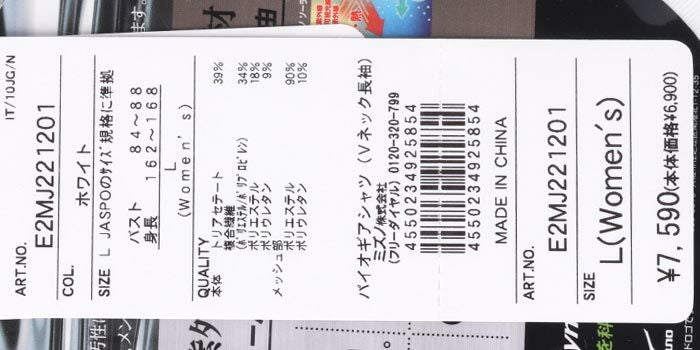 IT/10JG/N
ART.NO.
E2MJ221201
COL.
ホワイト
SIZE L JASPOのサイズ規格に準拠
バスト 84～88
身長 162～168
L
(Women's)
QUALITY
本体 トリアセテート 39%
複合繊維
(ポリエステル/ポリプロピレン) 34%
ポリエステル 18%
ポリウレタン 9%
メッシュ部 ポリエステル 90%
ポリウレタン 10%
バイオギアシャツ (Vネック長袖)
ミズノ株式会社
(フリーダイヤル) 0120-320-799
4550234925854
4550234925854
MADE IN CHINA
ART.NO.
E2MJ221201
SIZE
L(Women's)
¥7,590(本体価格¥6,900)